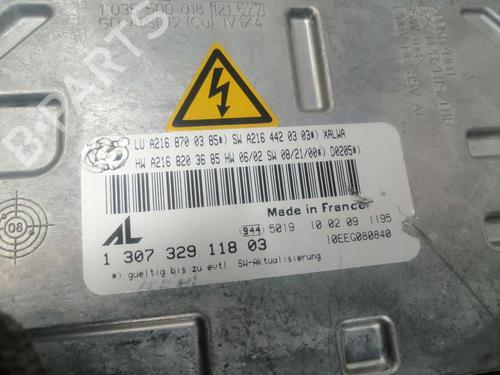 1 035 500 018
LU A216 870 03 85*) SW A216 442 03 03*) XALWA
HW A216 820 36 85 HW 06/02 SW 08/21/00*) D0205*)
Made in France
944 5019 10 02 09 1195
AL
1 307 329 118 03
10EEG080840
*) gueltig bis zu evtl. SW-Aktualisierung
08